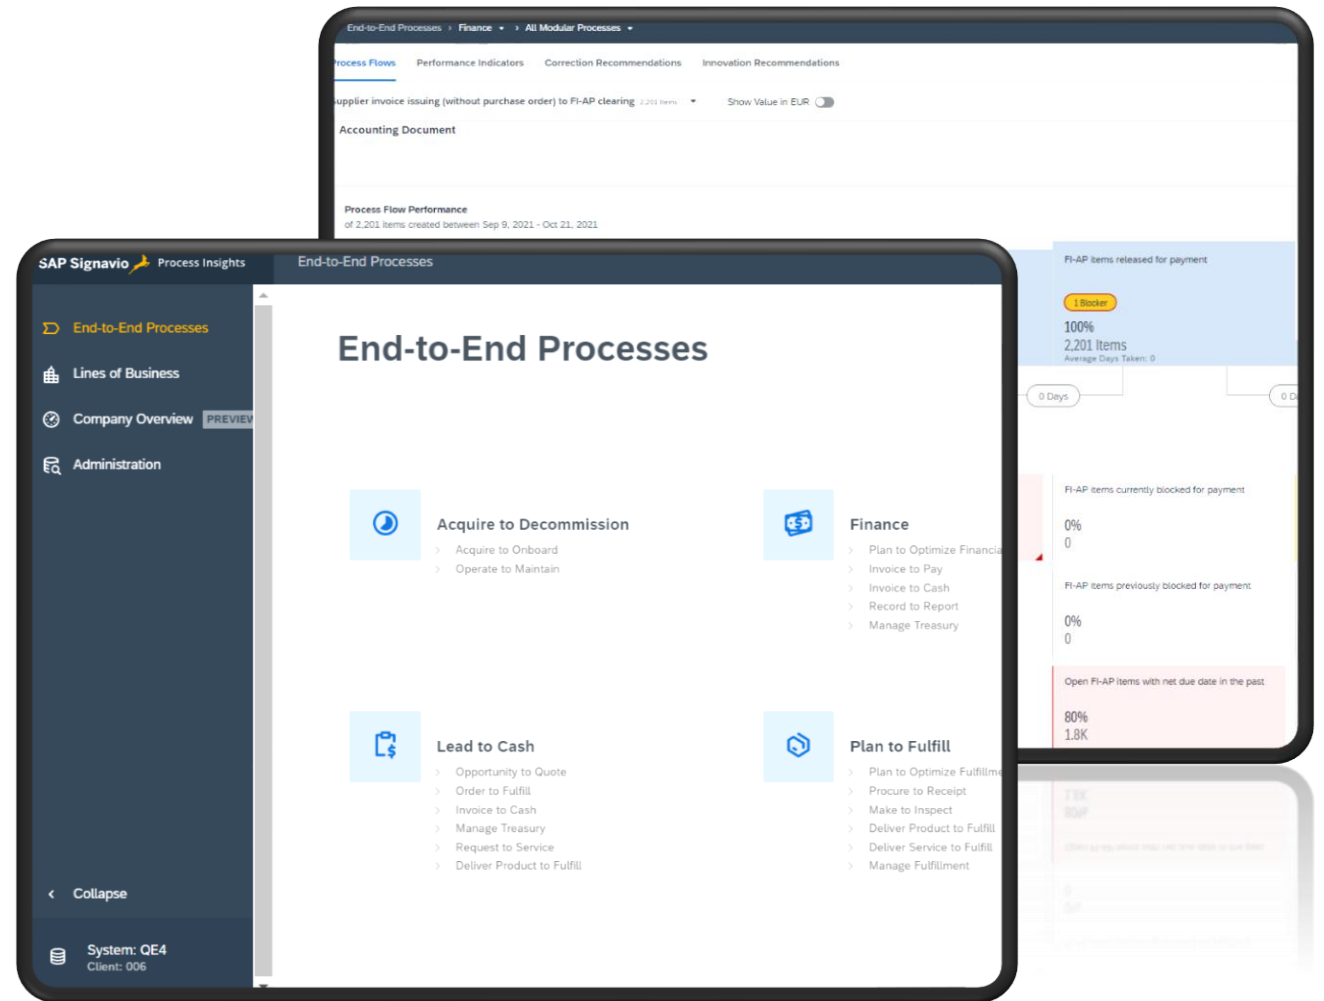 End-to-End Processes > Finance > All Modular Processes
Process Flows Performance Indicators Correction Recommendations Innovation Recommendations
Supplier invoice issuing (without purchase order) to FI-AP clearing 2,201 Items Show Value in EUR
Accounting Document
Process Flow Performance
of 2,201 items created between Sep 9, 2021 - Oct 21, 2021
FI-AP items released for payment
1 Blocker
100%
2,201 Items
Average Days Taken: 0
0 Days
0 D
FI-AP items currently blocked for payment
0%
0
FI-AP items previously blocked for payment
0%
0
Open FI-AP items with net due date in the past
80%
1.8K
SAP Signavio Process Insights
End-to-End Processes
End-to-End Processes
Lines of Business
Company Overview PREVIEW
Administration
Collapse
System: QE4
Client: 006
End-to-End Processes
Acquire to Decommission
> Acquire to Onboard
> Operate to Maintain
Finance
> Plan to Optimize Financia
> Invoice to Pay
> Invoice to Cash
> Record to Report
> Manage Treasury
Lead to Cash
> Opportunity to Quote
> Order to Fulfill
> Invoice to Cash
> Manage Treasury
> Request to Service
> Deliver Product to Fulfill
Plan to Fulfill
> Plan to Optimize Fulfillme
> Procure to Receipt
> Make to Inspect
> Deliver Product to Fulfill
> Deliver Service to Fulfill
> Manage Fulfillment